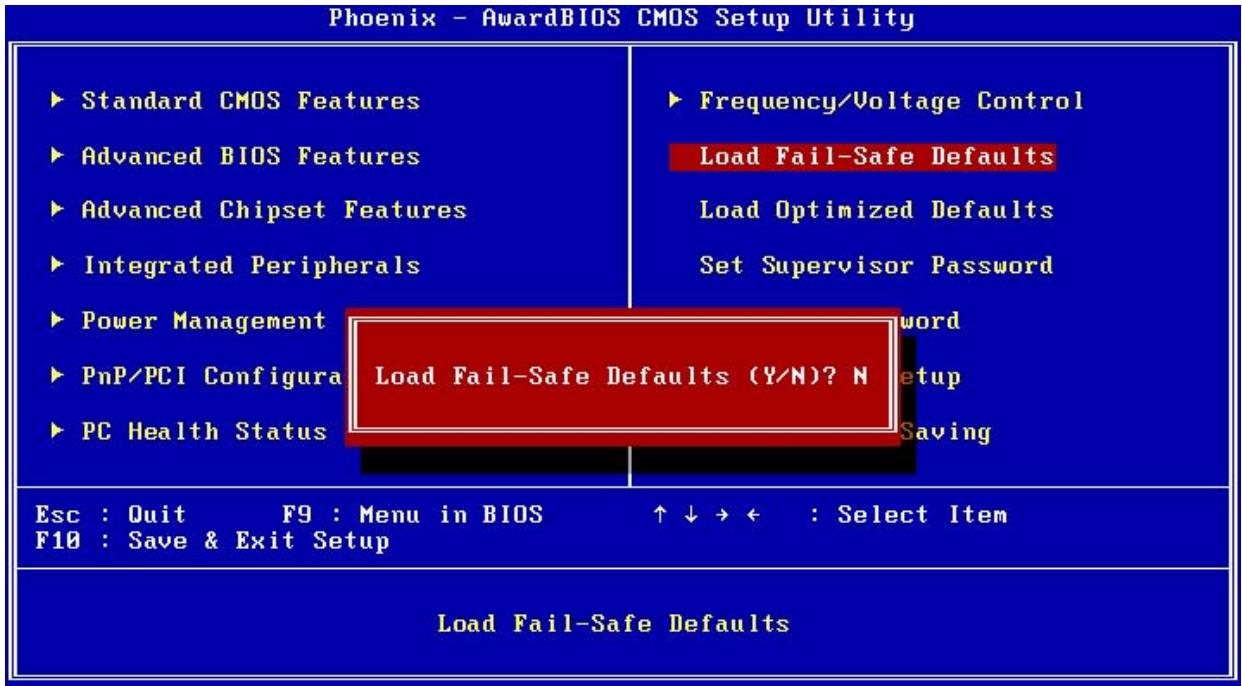 Phoenix - AwardBIOS CMOS Setup Utility
Standard CMOS Features
Advanced BIOS Features
Advanced Chipset Features
Integrated Peripherals
Power Management
PnP/PCI Configura
PC Health Status
Frequency/Voltage Control
Load Fail-Safe Defaults
Load Optimized Defaults
Set Supervisor Password
word
etup
Saving
Load Fail-Safe Defaults (Y/N)? N
Esc : Quit F9 : Menu in BIOS ↑ ↓ → ← : Select Item
F10 : Save & Exit Setup
Load Fail-Safe Defaults